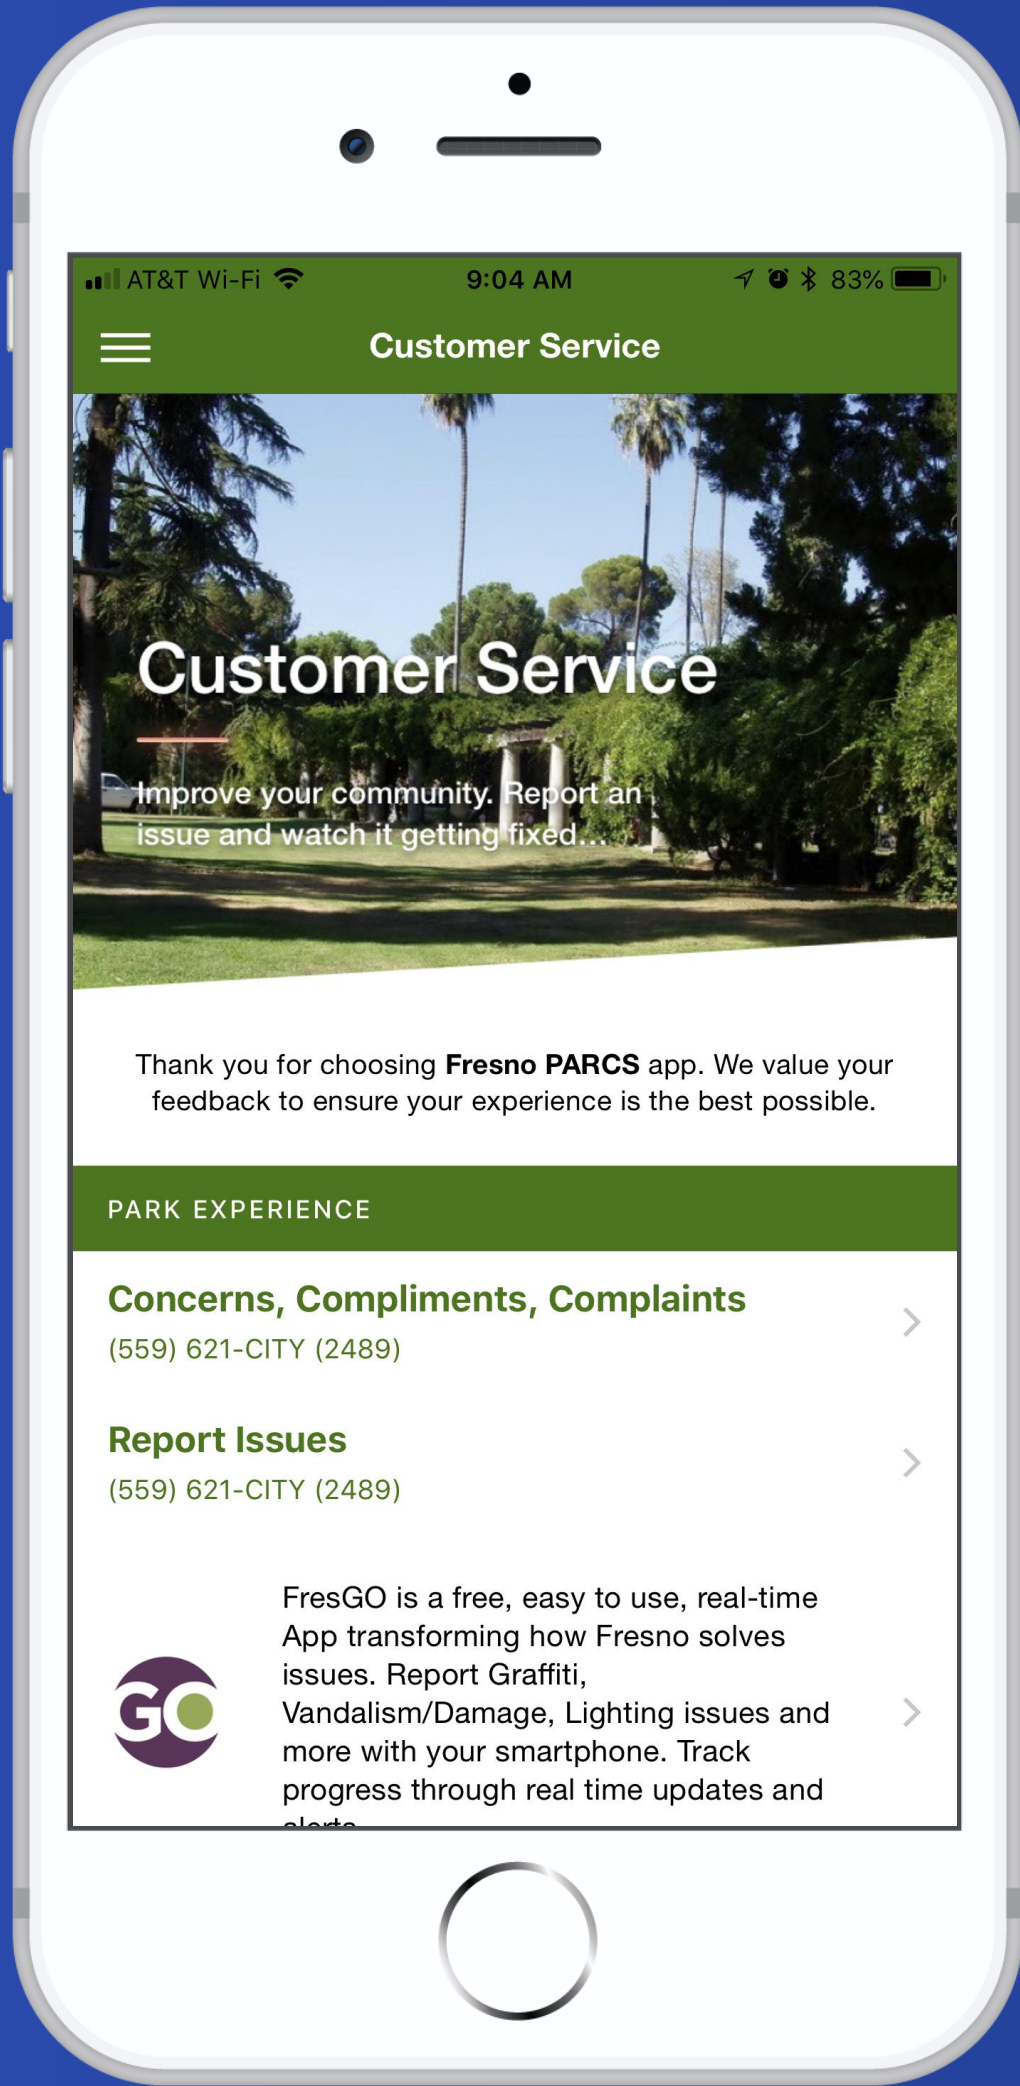 AT&T Wi-Fi 9:04 AM 83%
Customer Service
Customer Service
Improve your community. Report an
issue and watch it getting fixed...
Thank you for choosing Fresno PARCS app. We value your
feedback to ensure your experience is the best possible.
PARK EXPERIENCE
Concerns, Compliments, Complaints
(559) 621-CITY (2489)
Report Issues
(559) 621-CITY (2489)
GO
FresGO is a free, easy to use, real-time
App transforming how Fresno solves
issues. Report Graffiti,
Vandalism/Damage, Lighting issues and
more with your smartphone. Track
progress through real time updates and
alerts